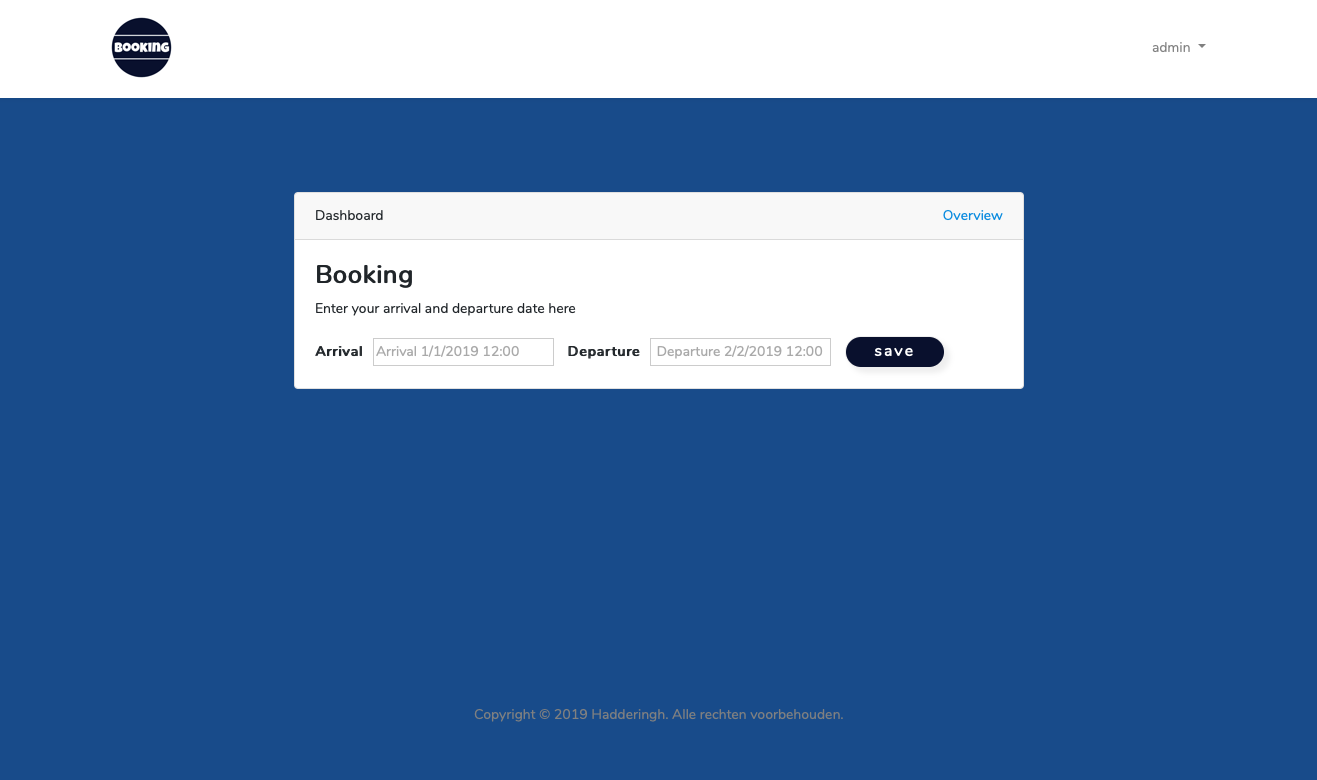 BOOKING
admin
Dashboard
Overview
Booking
Enter your arrival and departure date here
Arrival Arrival 1/1/2019 12:00 Departure Departure 2/2/2019 12:00 save
Copyright © 2019 Hadderingh. Alle rechten voorbehouden.